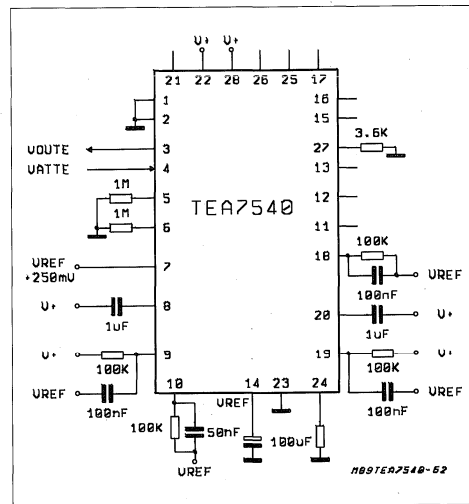 U+ U+
21 22 28 26 25 17
1 16
2 15
3.6K
VOUTE 3 27
VATTE 4 13
1M
5 12
1M
TEA7540
6 11
18 100K
VREF
+250mV 7
100nF VREF
U+ 8 20 U+
1uF 1uF
U+ 9 19 U+
100K 100K
VREF VREF
100nF 100nF
10 14 23 24
VREF
100K 50nF 100uF
VREF
M89TEA7540-62